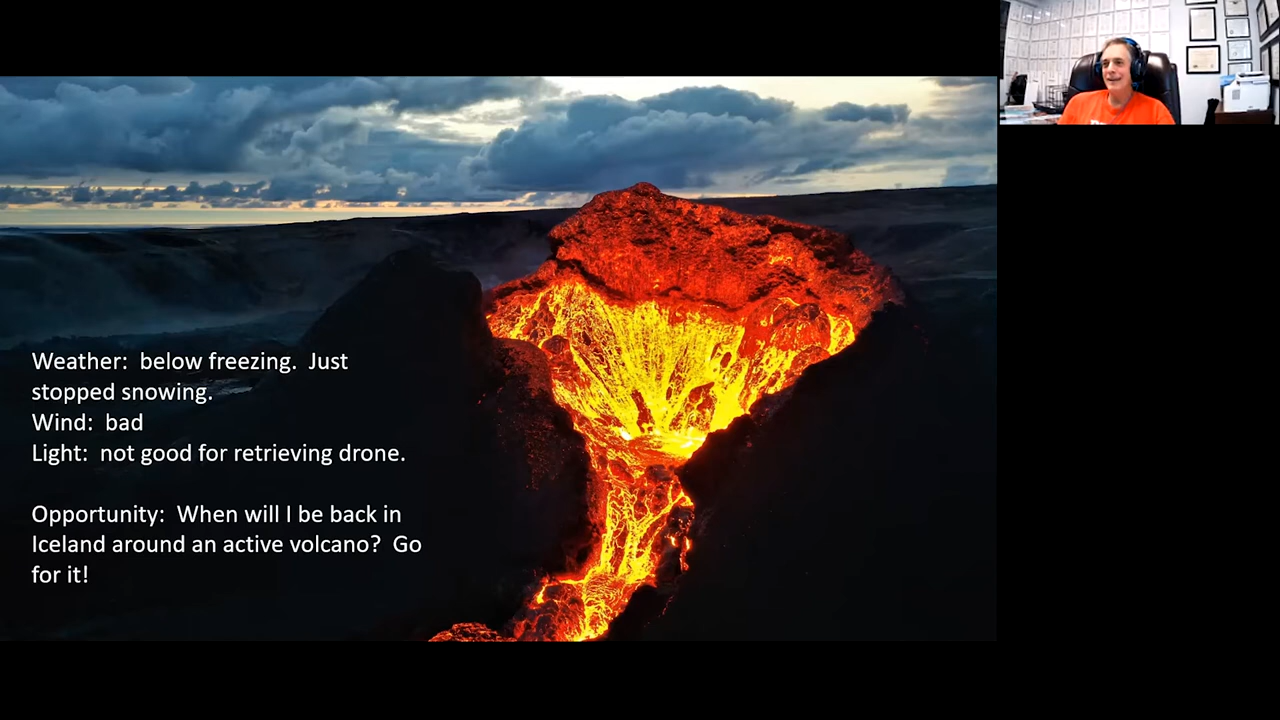 Weather:  below freezing.  Just
stopped snowing.
Wind:  bad
Light:  not good for retrieving drone.
Opportunity:  When will I be back in
Iceland around an active volcano?  Go
for it!